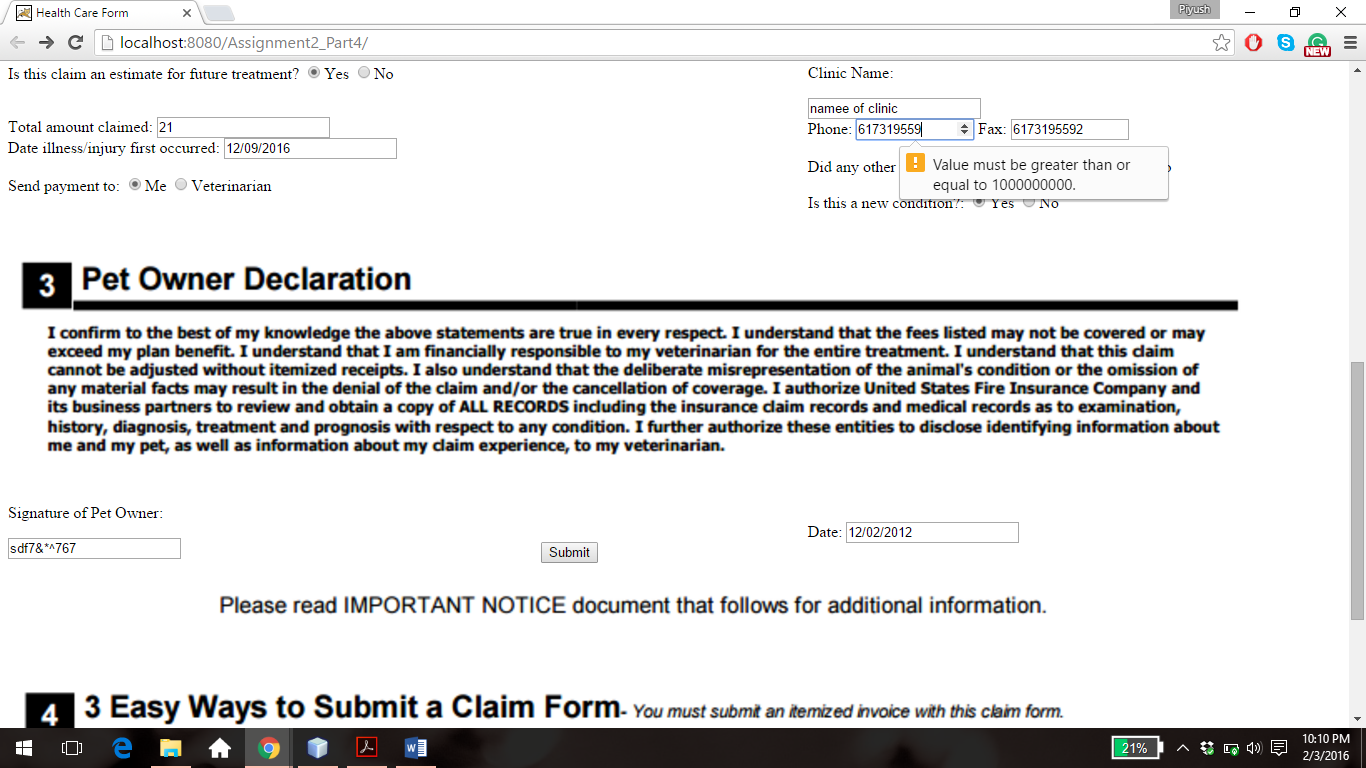 Health Care Form
Piyush
localhost:8080/Assignment2_Part4/
NEW
Is this claim an estimate for future treatment? Yes No
Clinic Name:
namee of clinic
Total amount claimed: 21
Phone: 617319559 Fax: 6173195592
Date illness/injury first occurred: 12/09/2016
Value must be greater than or
equal to 1000000000.
Did any other
Send payment to: Me Veterinarian
Is this a new condition?: Yes No
3 Pet Owner Declaration
I confirm to the best of my knowledge the above statements are true in every respect. I understand that the fees listed may not be covered or may
exceed my plan benefit. I understand that I am financially responsible to my veterinarian for the entire treatment. I understand that this claim
cannot be adjusted without itemized receipts. I also understand that the deliberate misrepresentation of the animal's condition or the omission of
any material facts may result in the denial of the claim and/or the cancellation of coverage. I authorize United States Fire Insurance Company and
its business partners to review and obtain a copy of ALL RECORDS including the insurance claim records and medical records as to examination,
history, diagnosis, treatment and prognosis with respect to any condition. I further authorize these entities to disclose identifying information about
me and my pet, as well as information about my claim experience, to my veterinarian.
Signature of Pet Owner:
Date: 12/02/2012
sdf7&*^767
Submit
Please read IMPORTANT NOTICE document that follows for additional information.
4 3 Easy Ways to Submit a Claim Form- You must submit an itemized invoice with this claim form.
21%
10:10 PM
2/3/2016